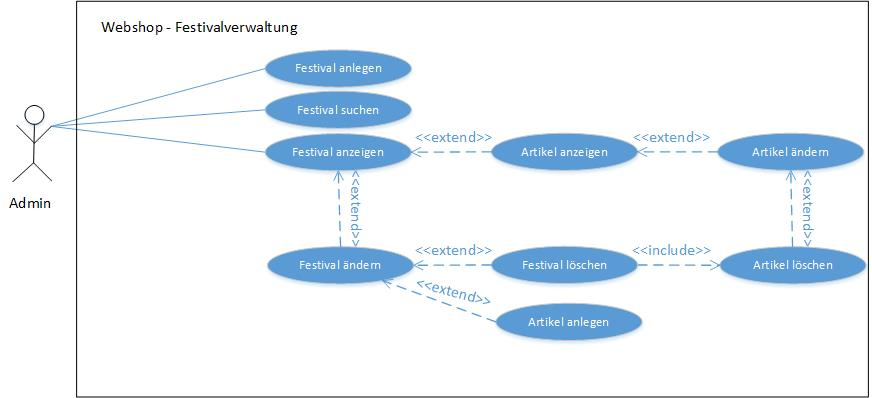 Webshop - Festivalverwaltung
Festival anlegen
Festival suchen
Festival anzeigen
<<extend>>
Artikel anzeigen
<<extend>>
Artikel ändern
Admin
<<extend>>
<<extend>>
Festival ändern
<<extend>>
Festival löschen
<<include>>
Artikel löschen
<<extend>>
Artikel anlegen